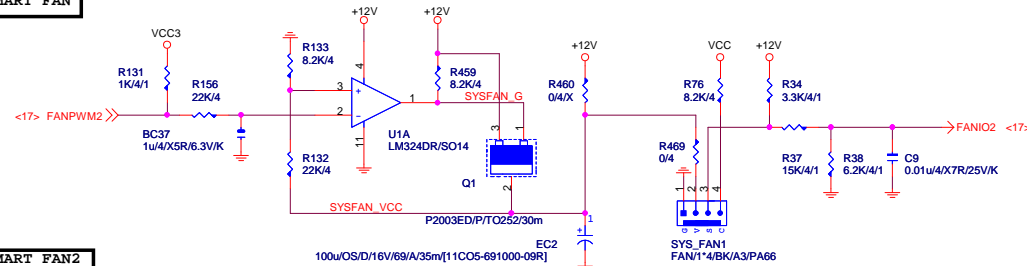 MART FAN
VCC3
R131
1K/4/1
R156
22K/4
<17> FANPWM2
BC37
1u/4/X5R/6.3V/K
R133
8.2K/4
R132
22K/4
+12V
4
3
+
2
-
1
11
U1A
LM324DR/SO14
+12V
R459
8.2K/4
SYSFAN_G
3
1
2
Q1
P2003ED/P/TO252/30m
SYSFAN_VCC
+12V
R460
0/4/X
1
+
EC2
100u/OS/D/16V/69/A/35m/[11CO5-691000-09R]
R469
0/4
VCC
R76
8.2K/4
+12V
R34
3.3K/4/1
1
2
3
4
G
V
S
C
SYS_FAN1
FAN/1*4/BK/A3/PA66
R37
15K/4/1
R38
6.2K/4/1
C9
0.01u/4/X7R/25V/K
FANIO2 <17>
MART FAN2